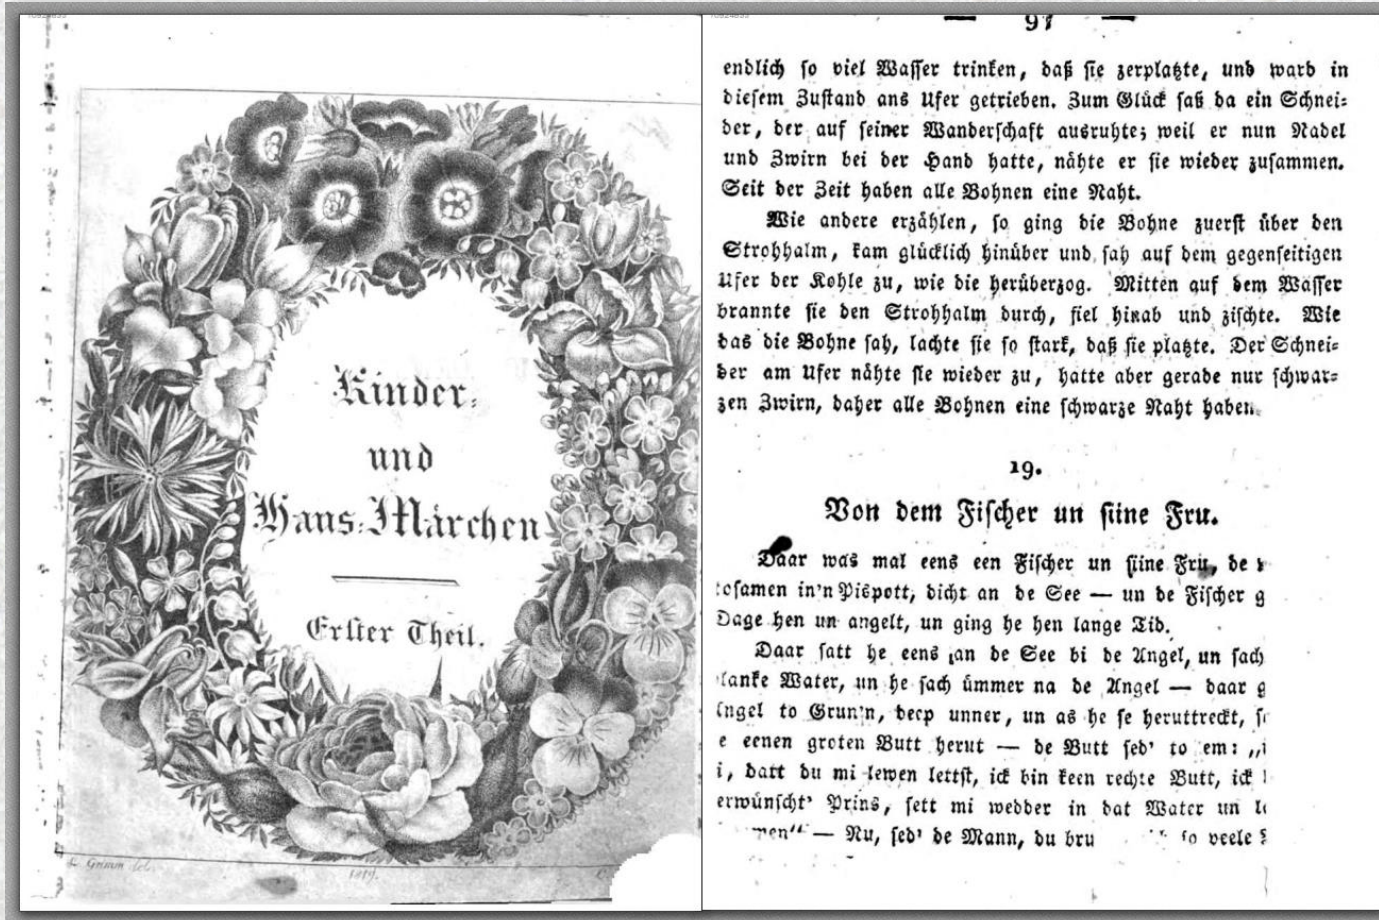 Kinder-
und
Haus-Märchen
Erster Theil.
Grimm del.
1819.
— 97 —
endlich so viel Wasser trinken, daß sie zerplatzte, und ward in
diesem Zustand ans Ufer getrieben. Zum Glück saß da ein Schnei-
der, der auf seiner Wanderschaft ausruhte; weil er nun Nadel
und Zwirn bei der Hand hatte, nähte er sie wieder zusammen.
Seit der Zeit haben alle Bohnen eine Naht.
Wie andere erzählen, so ging die Bohne zuerst über den
Strohhalm, kam glücklich hinüber und sah auf dem gegenseitigen
Ufer der Kohle zu, wie die herüberzog. Mitten auf dem Wasser
brannte sie den Strohhalm durch, fiel hinab und zischte. Wie
das die Bohne sah, lachte sie so stark, daß sie platzte. Der Schnei-
der am Ufer nähte sie wieder zu, hatte aber gerade nur schwar-
zen Zwirn, daher alle Bohnen eine schwarze Naht haben.
19.
Von dem Fischer un siine Fru.
Daar was mal eens een Fischer un siine Fru, de
tosamen in'n Pispott, dicht an de See — un de Fischer g
Dage hen un angelt, un ging he hen lange Tid.
Daar satt he eens an de See bi de Angel, un sach
lanke Water, un he sach ümmer na de Angel — daar g
Angel to Grun'n, deep unner, un as he se heruttreckt, s
e eenen groten Butt herut — de Butt sed' to em: „i
i, datt du mi lewen lettst, ick bin keen rechte Butt, ick
erwünscht' Prins, sett mi wedder in dat Water un l
men“ — Nu, sed' de Mann, du bru so veele